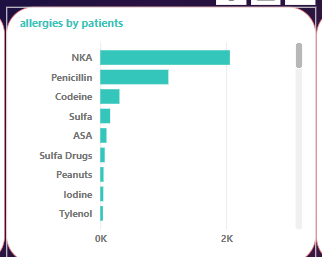 allergies by patients
NKA
Penicillin
Codeine
Sulfa
ASA
Sulfa Drugs
Peanuts
Iodine
Tylenol
0K 2K